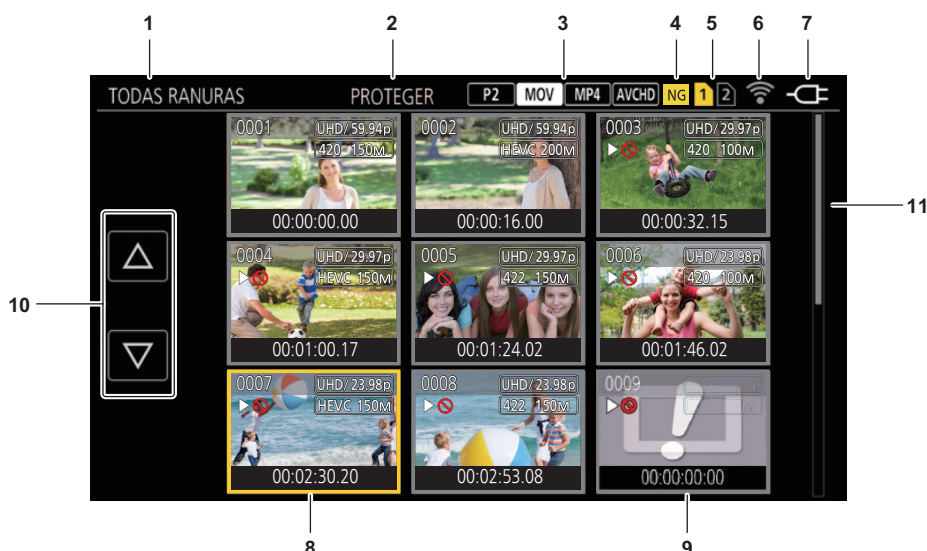 1 2 3 4 5 6 7
TODAS RANURAS PROTEGER P2 MOV MP4 AVCHD NG 1 2
0001 UHD/59.94p 0002 UHD/59.94p 0003 UHD/29.97p
420 150M HEVC 200M 420 100M
00:00:00.00 00:00:16.00 00:00:32.15
11
0004 UHD/29.97p 0005 UHD/29.97p 0006 UHD/23.98p
HEVC 150M 422 150M 420 100M
10
00:01:00.17 00:01:24.02 00:01:46.02
0007 UHD/23.98p 0008 UHD/23.98p 0009
HEVC 150M 422 150M
00:02:30.20 00:02:53.08 00:00:00:00
8 9